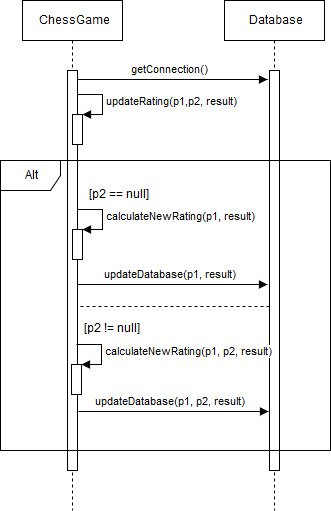 ChessGame
Database
getConnection()
updateRating(p1,p2, result)
Alt
[p2 == null]
calculateNewRating(p1, result)
updateDatabase(p1, result)
[p2 != null]
calculateNewRating(p1, p2, result)
updateDatabase(p1, p2, result)